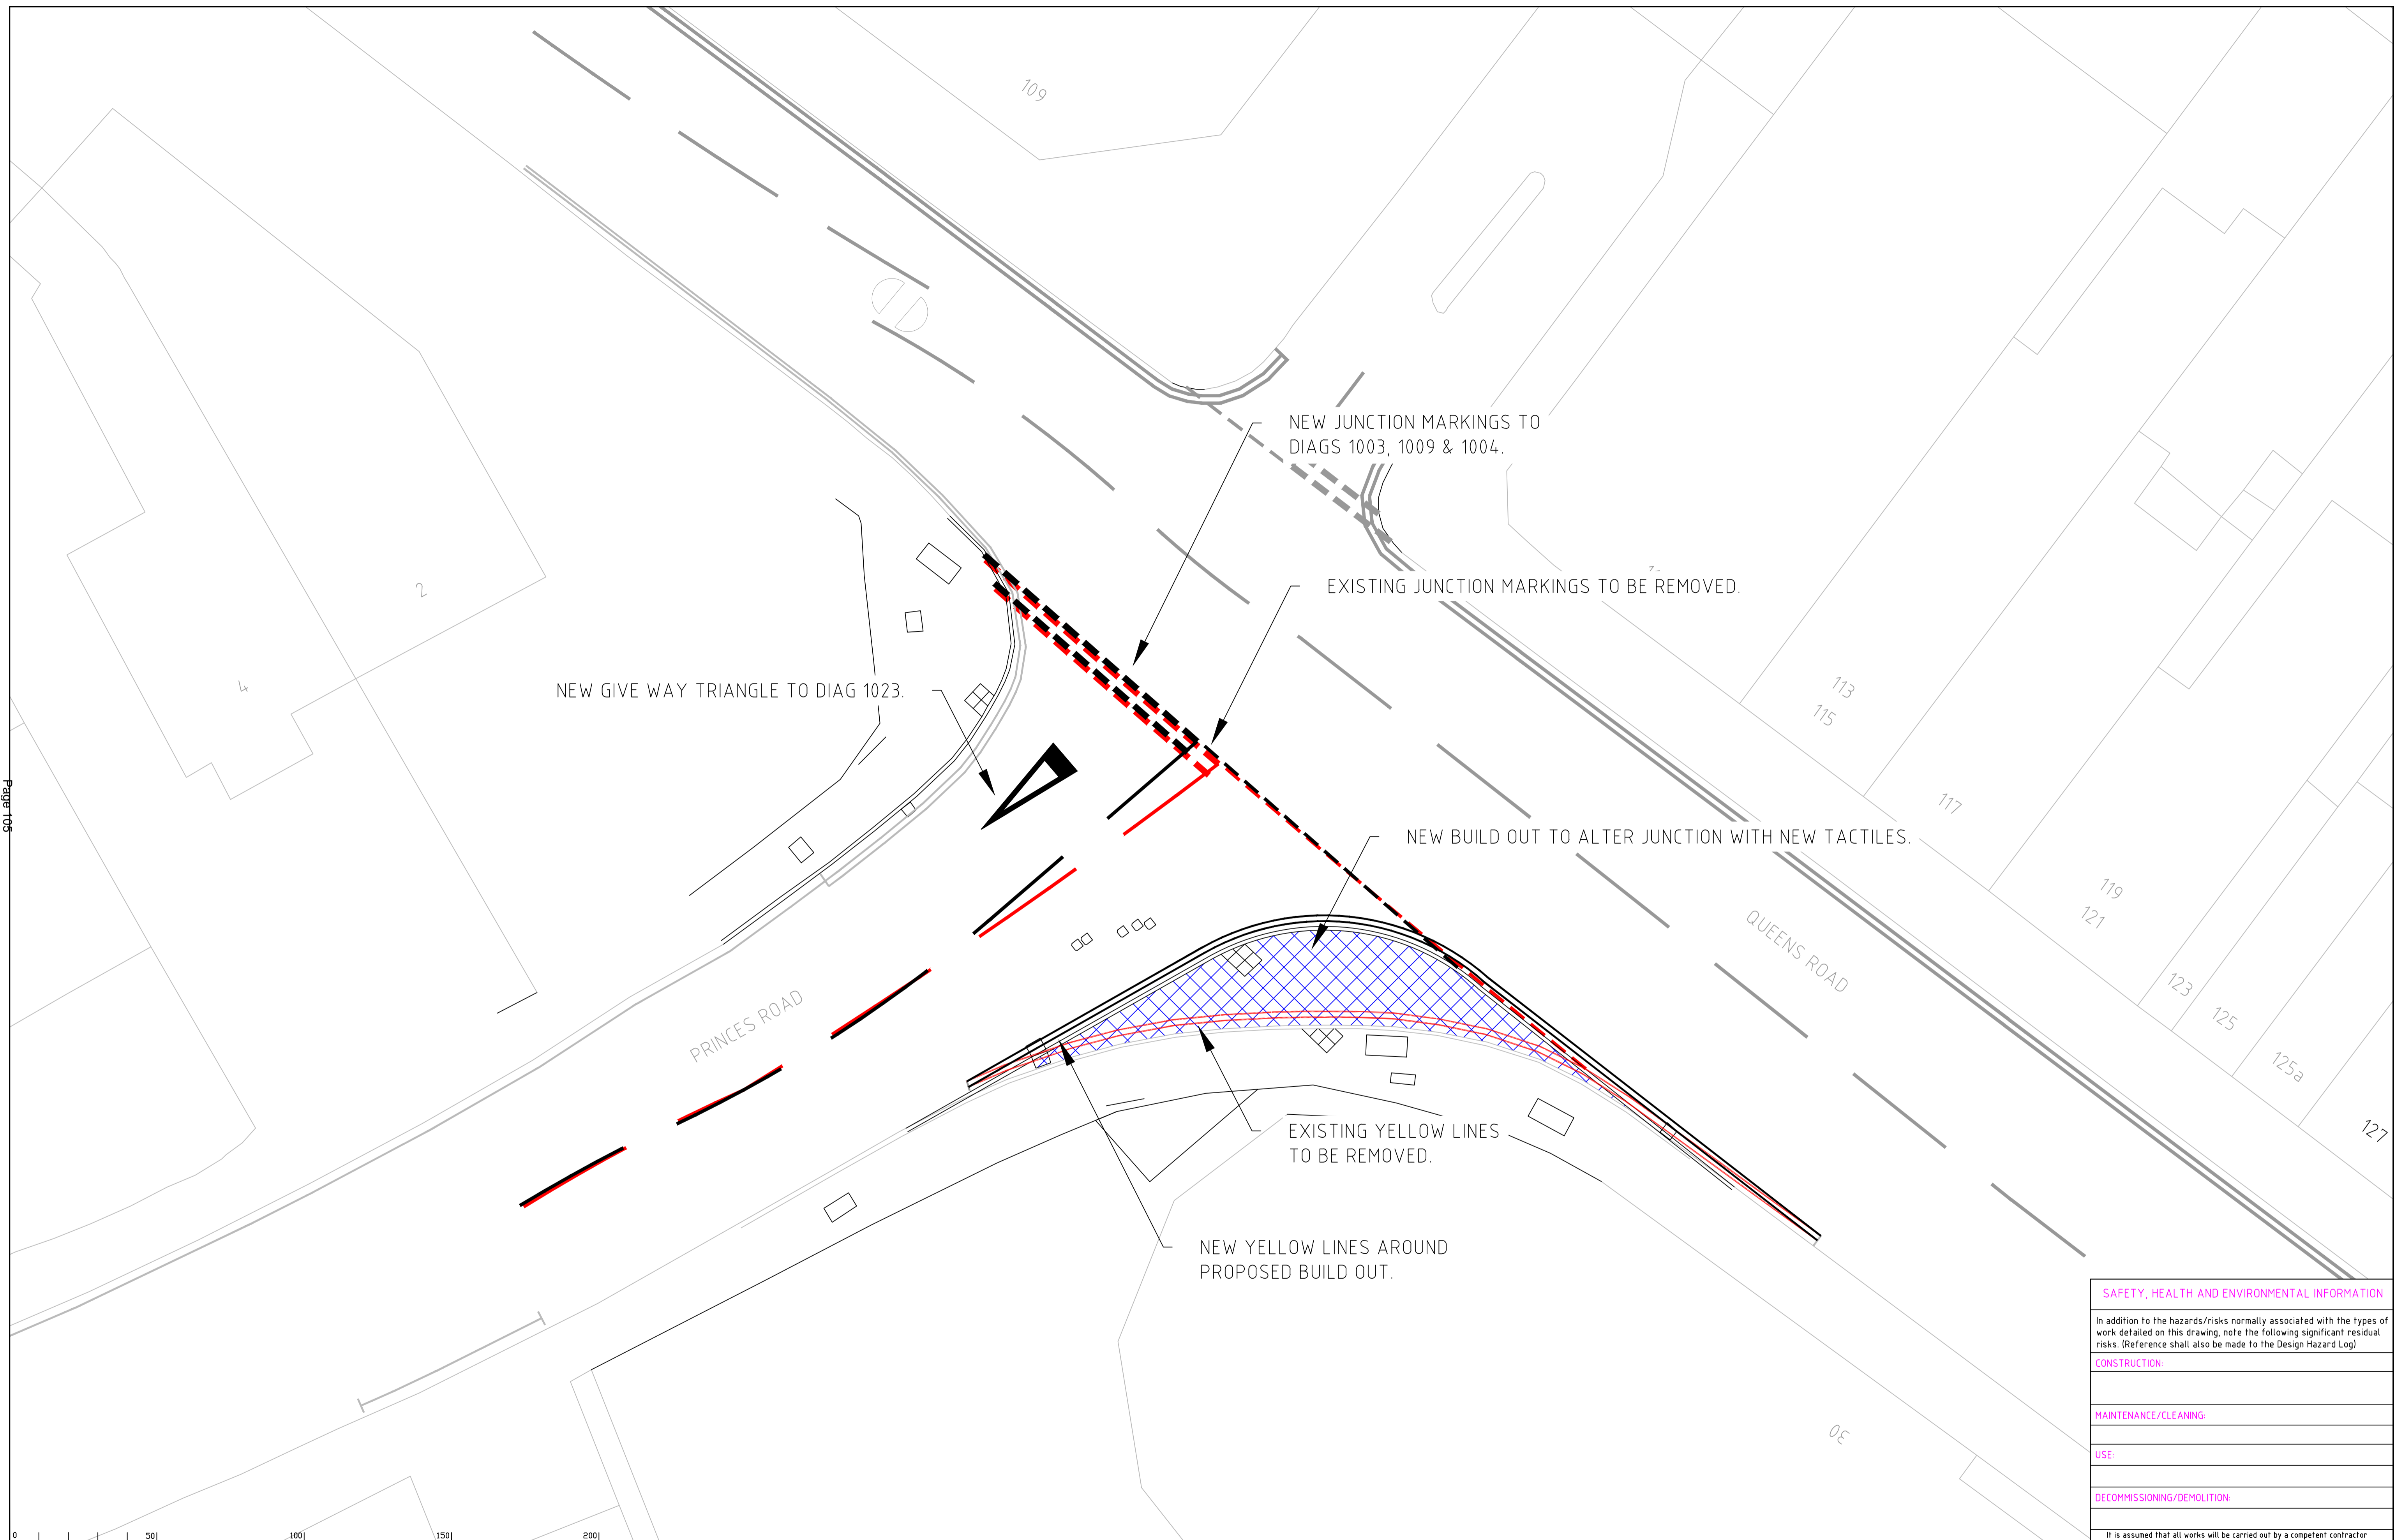 109
NEW JUNCTION MARKINGS TO
DIAGS 1003, 1009 & 1004.
EXISTING JUNCTION MARKINGS TO BE REMOVED.
2
4
NEW GIVE WAY TRIANGLE TO DIAG 1023.
113
115
117
Page 105
NEW BUILD OUT TO ALTER JUNCTION WITH NEW TACTILES.
119
121
QUEENS ROAD
123
125
PRINCES ROAD
125a
127
EXISTING YELLOW LINES
TO BE REMOVED.
NEW YELLOW LINES AROUND
PROPOSED BUILD OUT.
30
SAFETY, HEALTH AND ENVIRONMENTAL INFORMATION
In addition to the hazards/risks normally associated with the types of
work detailed on this drawing, note the following significant residual
risks. (Reference shall also be made to the Design Hazard Log)
CONSTRUCTION:
MAINTENANCE/CLEANING:
USE:
DECOMMISSIONING/DEMOLITION:
It is assumed that all works will be carried out by a competent contractor
0 50 100 150 200